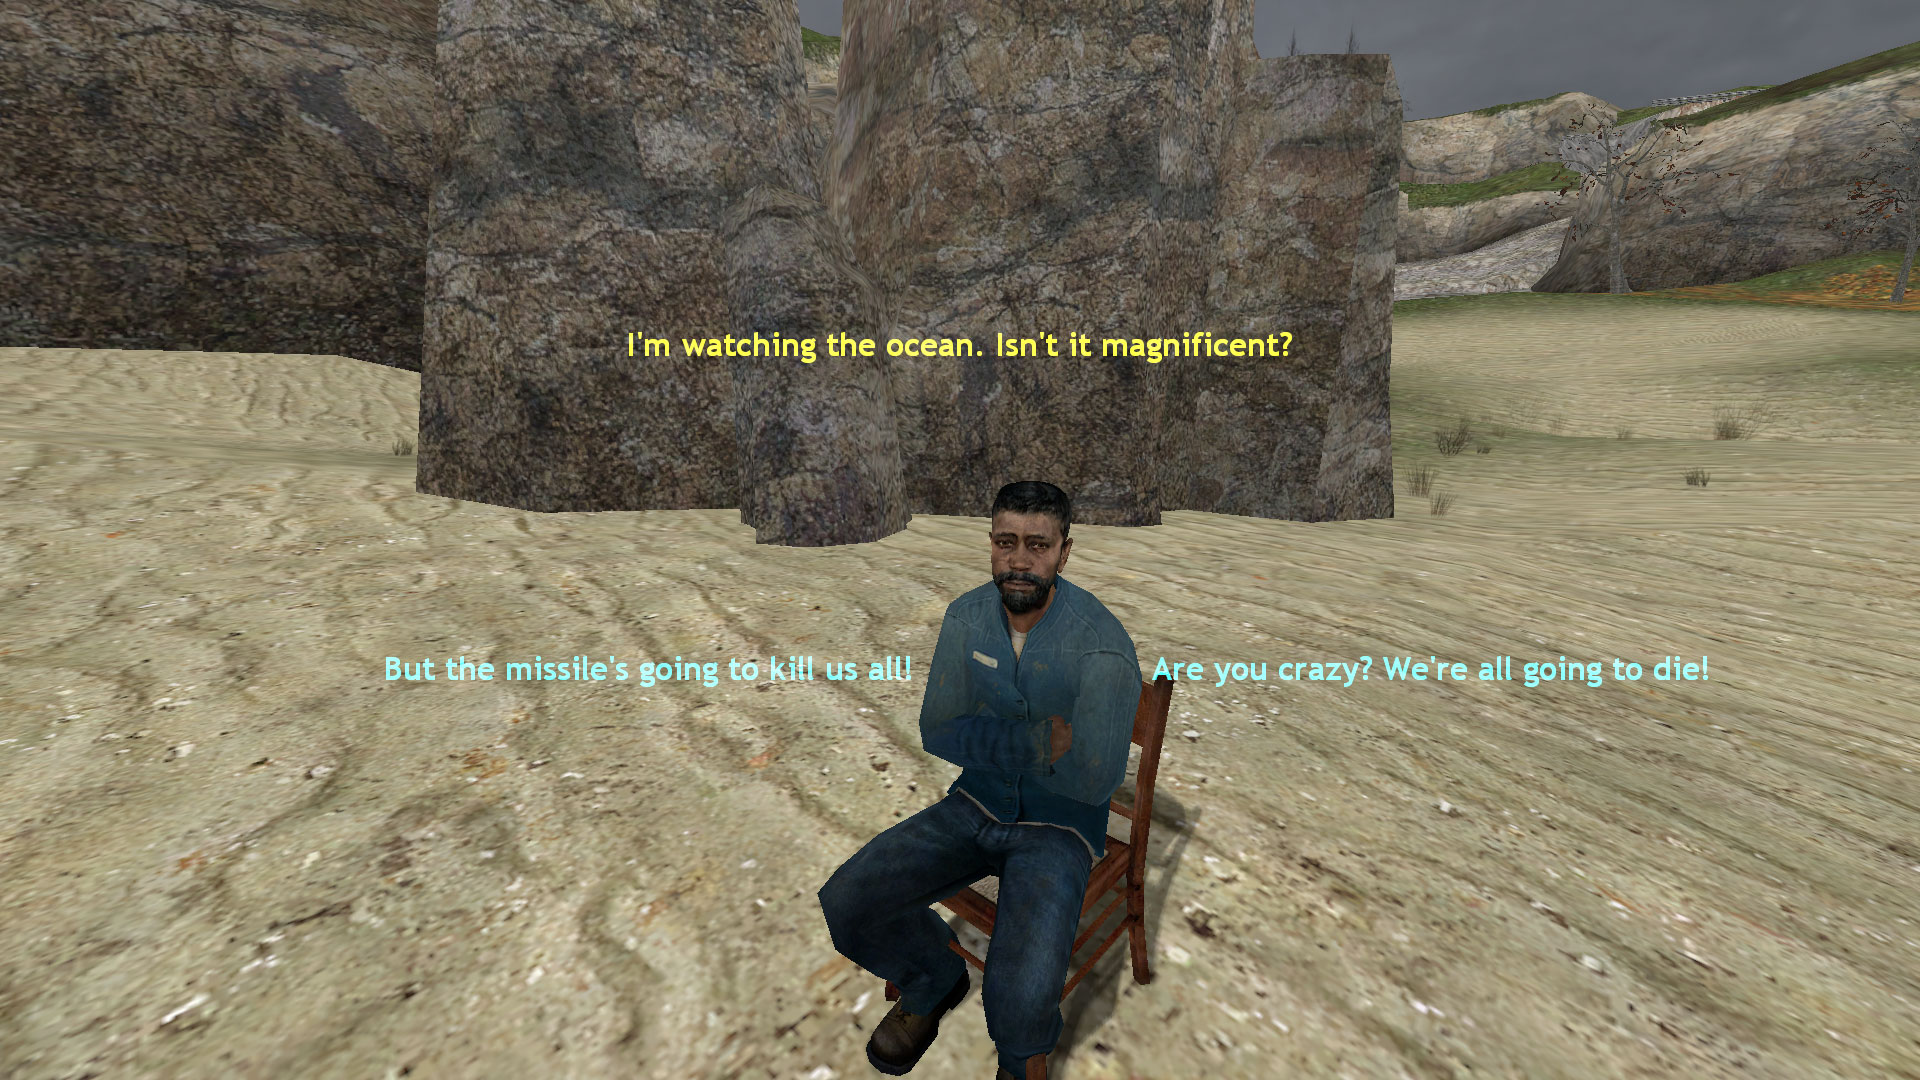 I'm watching the ocean. Isn't it magnificent?
But the missile's going to kill us all!
Are you crazy? We're all going to die!